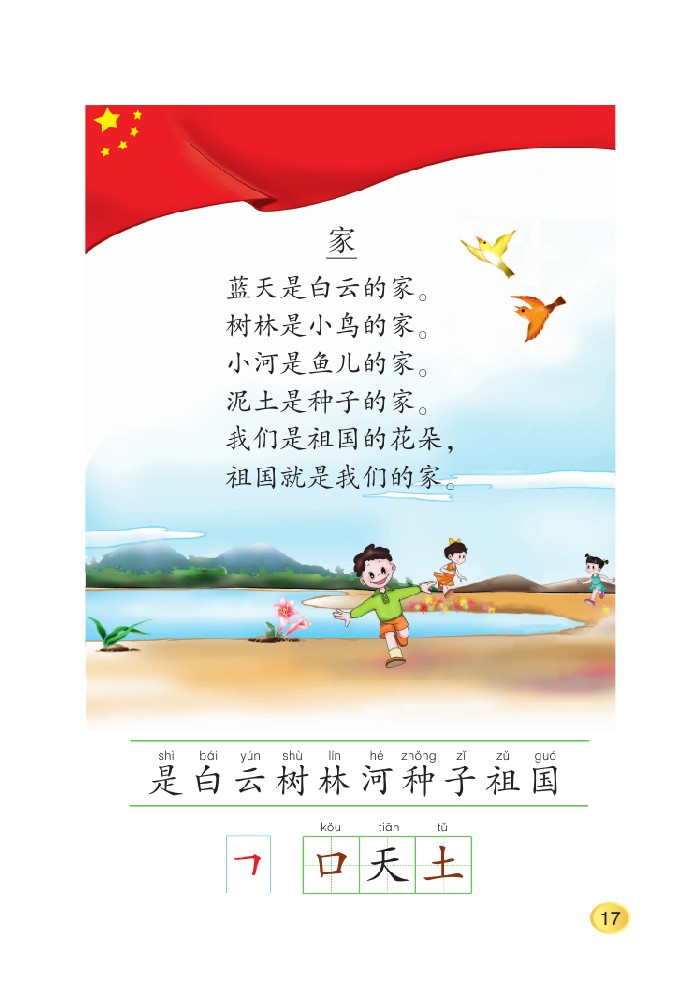 家
蓝天是白云的家。
树林是小鸟的家。
小河是鱼儿的家。
泥土是种子的家。
我们是祖国的花朵，
祖国就是我们的家。
shì bái yún shù lín hé zhǒng zǐ zǔ guó
是白云树林河种子祖国
kǒu tiān tǔ
㇕ 口天土
17